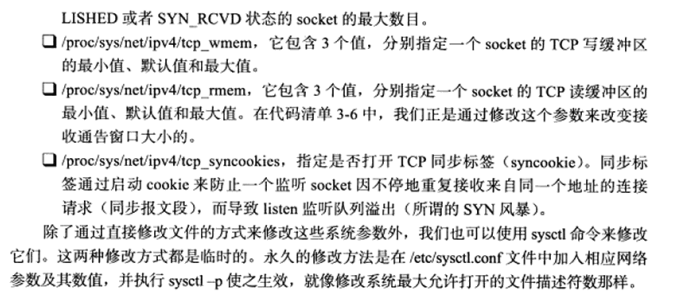 LISHED 或者 SYN_RCVD 状态的 socket 的最大数目。
❑ /proc/sys/net/ipv4/tcp_wmem，它包含 3 个值，分别指定一个 socket 的 TCP 写缓冲区
的最小值、默认值和最大值。
❑ /proc/sys/net/ipv4/tcp_rmem，它包含 3 个值，分别指定一个 socket 的 TCP 读缓冲区的
最小值、默认值和最大值。在代码清单 3-6 中，我们正是通过修改这个参数来改变接
收通告窗口大小的。
❑ /proc/sys/net/ipv4/tcp_syncookies，指定是否打开 TCP 同步标签（syncookie）。同步标
签通过启动 cookie 来防止一个监听 socket 因不停地重复接收来自同一个地址的连接
请求（同步报文段），而导致 listen 监听队列溢出（所谓的 SYN 风暴）。
除了通过直接修改文件的方式来修改这些系统参数外，我们也可以使用 sysctl 命令来修改
它们。这两种修改方式都是临时的。永久的修改方法是在 /etc/sysctl.conf 文件中加入相应网络
参数及其数值，并执行 sysctl –p 使之生效，就像修改系统最大允许打开的文件描述符数那样。